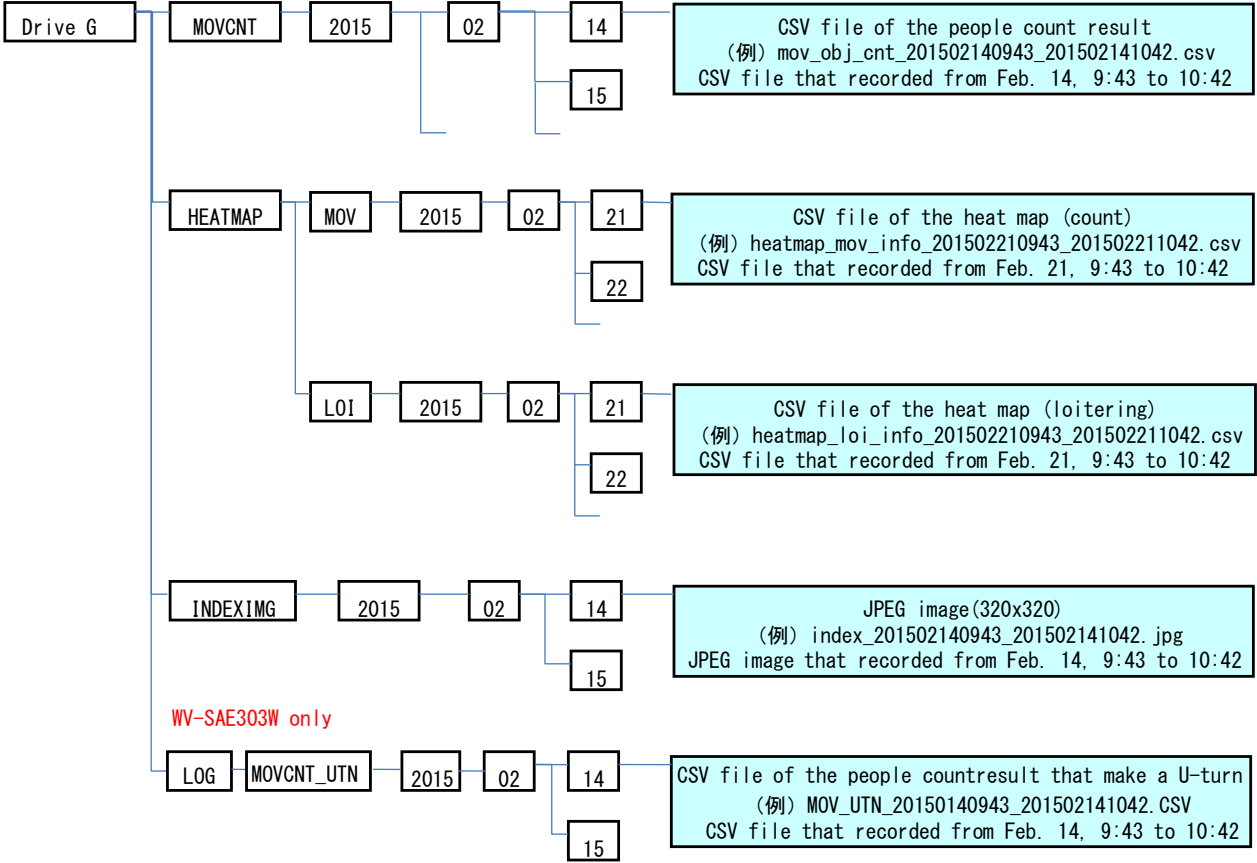 Drive G
MOVCNT
2015
02
14
CSV file of the people count result
（例）mov_obj_cnt_201502140943_201502141042.csv
CSV file that recorded from Feb. 14, 9:43 to 10:42
15
HEATMAP
MOV
2015
02
21
CSV file of the heat map (count)
（例）heatmap_mov_info_201502210943_201502211042.csv
CSV file that recorded from Feb. 21, 9:43 to 10:42
22
LOI
2015
02
21
CSV file of the heat map (loitering)
（例）heatmap_loi_info_201502210943_201502211042.csv
CSV file that recorded from Feb. 21, 9:43 to 10:42
22
INDEXIMG
2015
02
14
JPEG image(320x320)
（例）index_201502140943_201502141042.jpg
JPEG image that recorded from Feb. 14, 9:43 to 10:42
15
WV-SAE303W only
LOG
MOVCNT_UTN
2015
02
14
CSV file of the people countresult that make a U-turn
（例）MOV_UTN_20150140943_201502141042.CSV
CSV file that recorded from Feb. 14, 9:43 to 10:42
15